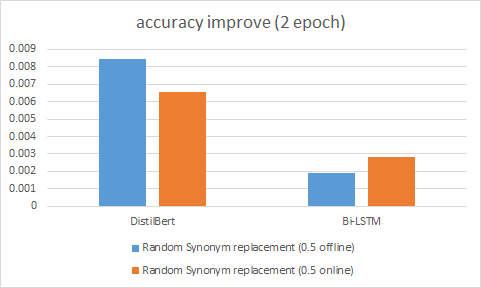 accuracy improve (2 epoch)
0.009
0.008
0.007
0.006
0.005
0.004
0.003
0.002
0.001
0
DistilBert Bi-LSTM
Random Synonym replacement (0.5 offline)
Random Synonym replacement (0.5 online)